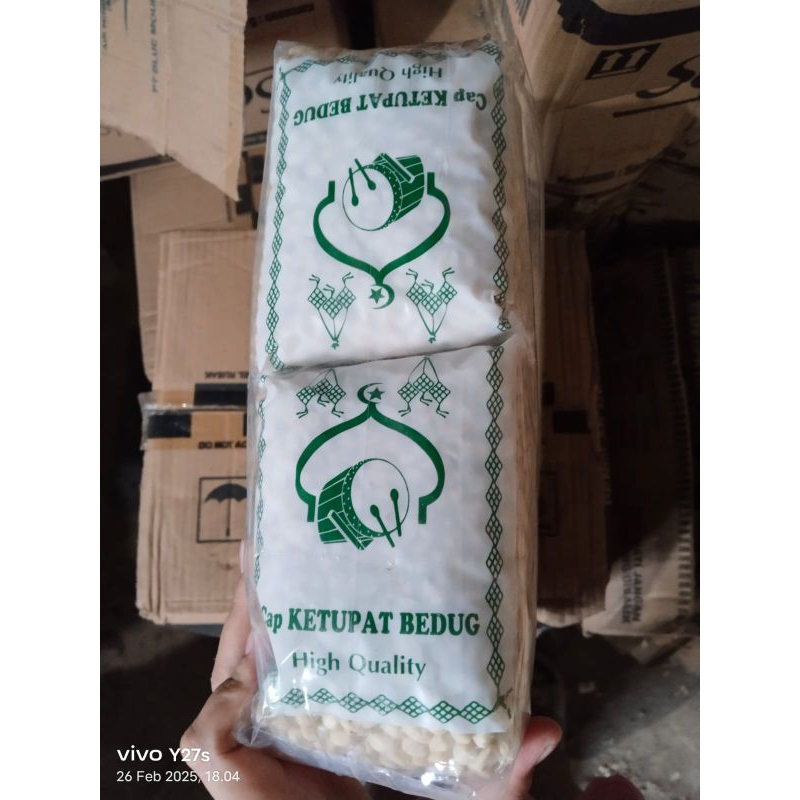 High Quality
Cap KETUPAT BEDUG
Cap KETUPAT BEDUG
High Quality
vivo Y27s
26 Feb 2025, 18.04